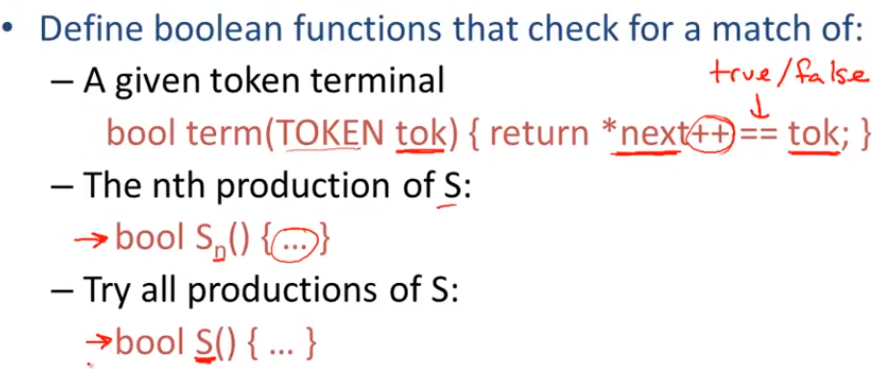 • Define boolean functions that check for a match of:
– A given token terminal
true/false
bool term(TOKEN tok) { return *next++ == tok; }
– The nth production of S:
→ bool Sn() { ... }
– Try all productions of S:
→ bool S() { ... }